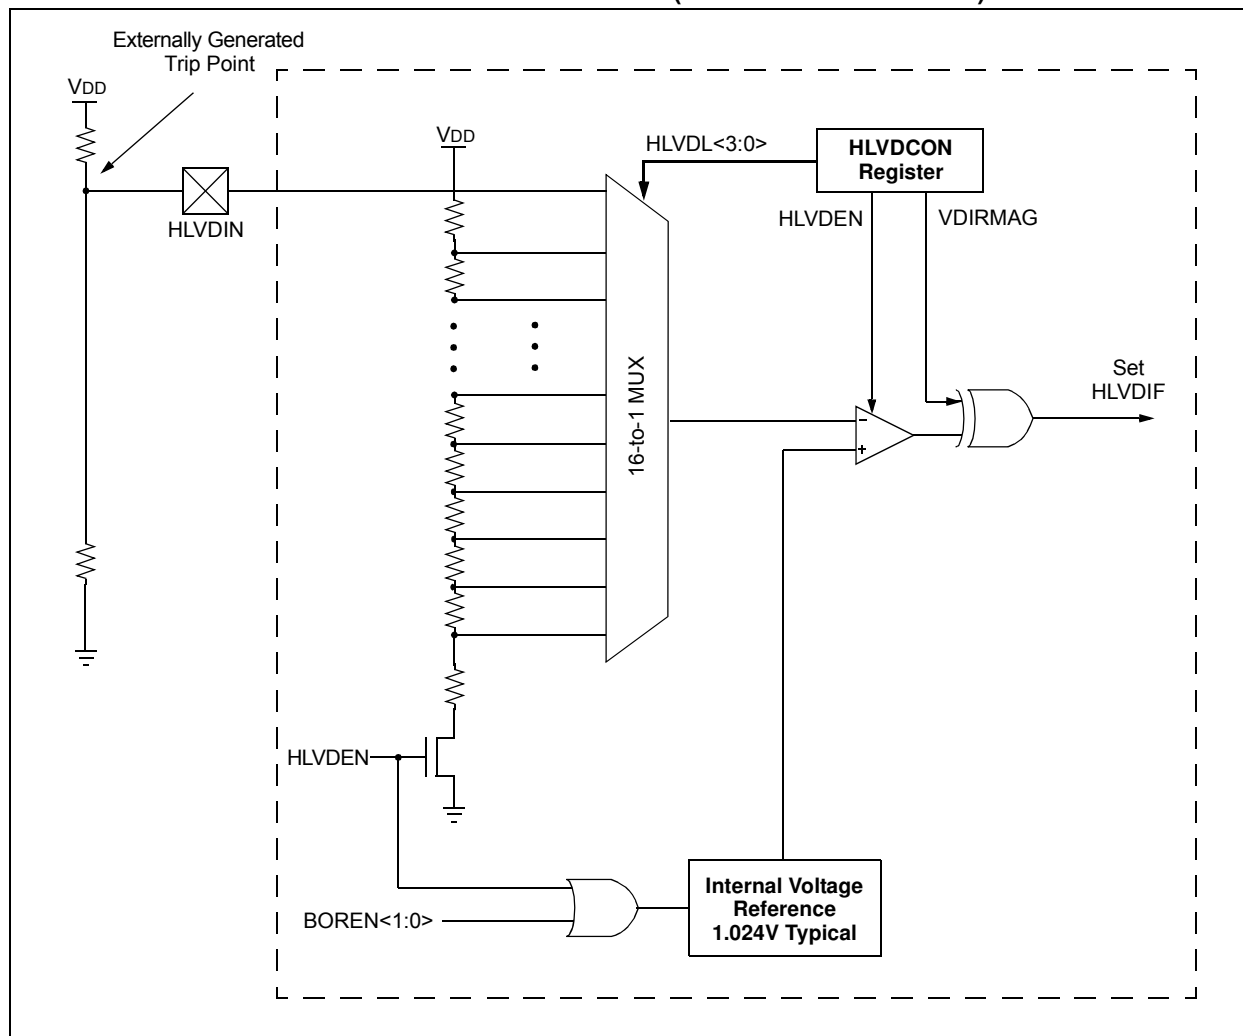 Externally Generated
Trip Point
VDD
VDD
HLVDL<3:0>
HLVDCON
Register
HLVDIN
HLVDEN
VDIRMAG
16-to-1 MUX
Set
HLVDIF
–
+
HLVDEN
BOREN<1:0>
Internal Voltage
Reference
1.024V Typical